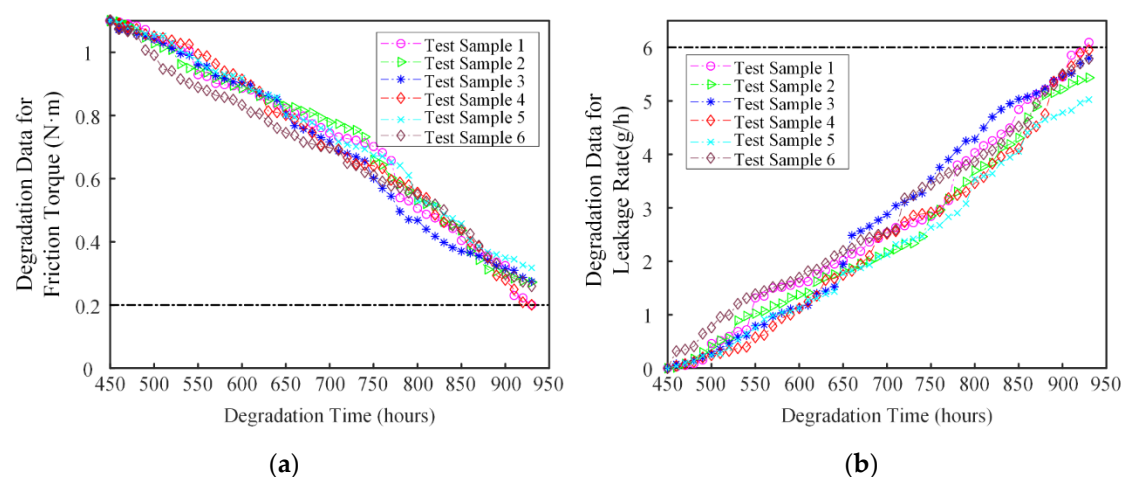 Degradation Data for
Friction Torque (N·m)
1
0.8
0.6
0.4
0.2
0
Test Sample 1
Test Sample 2
Test Sample 3
Test Sample 4
Test Sample 5
Test Sample 6
450 500 550 600 650 700 750 800 850 900 950
Degradation Time (hours)
(a)
Degradation Data for
Leakage Rate(g/h)
6
5
4
3
2
1
0
Test Sample 1
Test Sample 2
Test Sample 3
Test Sample 4
Test Sample 5
Test Sample 6
450 500 550 600 650 700 750 800 850 900 950
Degradation Time (hours)
(b)